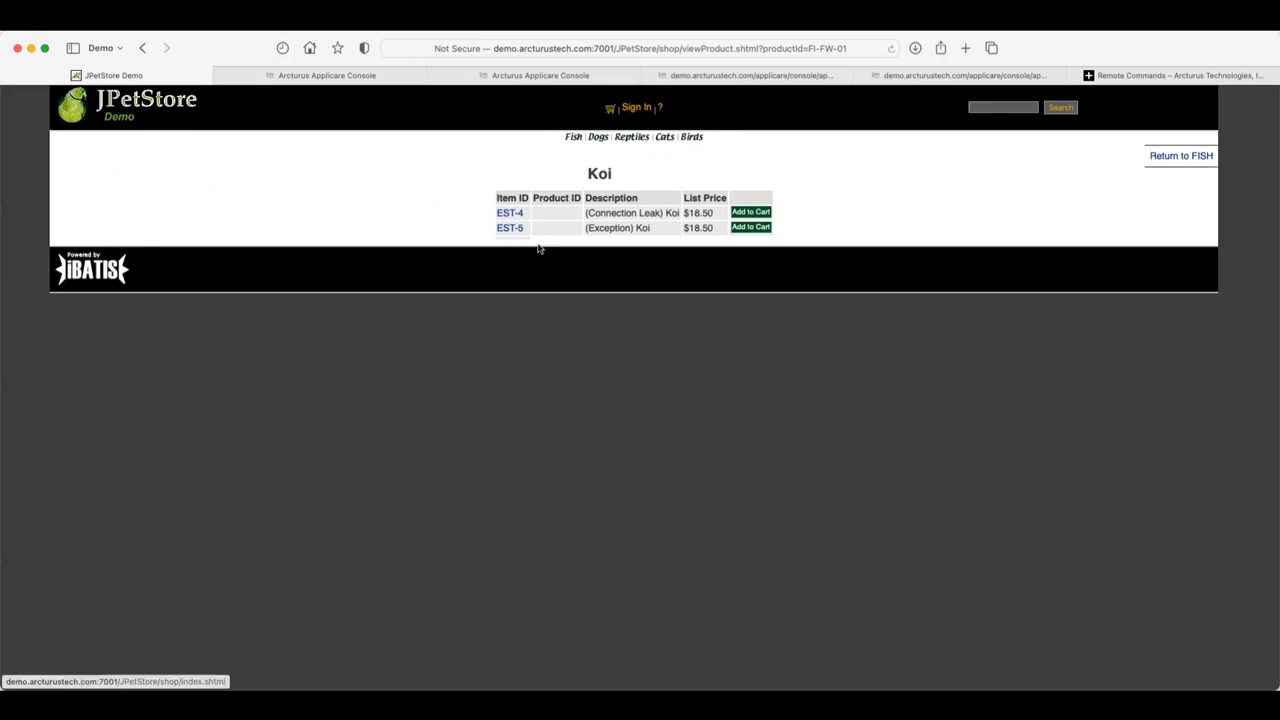 Demo
Not Secure — demo.arcturustech.com:7001/JPetStore/shop/viewProduct.shtml?productId=FI-FW-01
JPetStore Demo
Arcturus Applicare Console
Arcturus Applicare Console
demo.arcturustech.com/applicare/console/ap...
demo.arcturustech.com/applicare/console/ap...
Remote Commands – Arcturus Technologies, I...
JPetStore
Demo
Sign In | ?
Search
Fish | Dogs | Reptiles | Cats | Birds
Return to FISH
Koi
Item ID Product ID Description List Price
EST-4 (Connection Leak) Koi $18.50 Add to Cart
EST-5 (Exception) Koi $18.50 Add to Cart
Powered by
iBATIS
demo.arcturustech.com:7001/JPetStore/shop/index.shtml